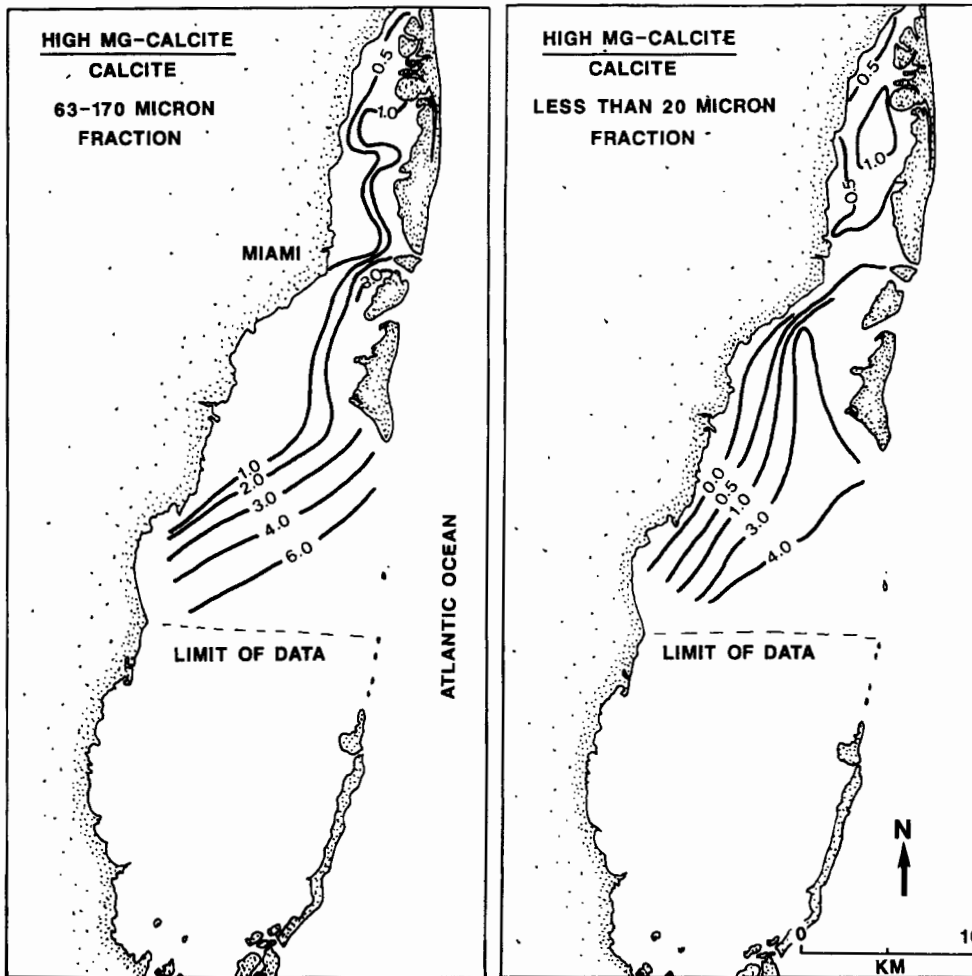 HIGH MG-CALCITE
CALCITE
63-170 MICRON
FRACTION
0.5
1.0
MIAMI
3.0
1.0
2.0
3.0
4.0
6.0
LIMIT OF DATA
ATLANTIC OCEAN
HIGH MG-CALCITE
CALCITE
LESS THAN 20 MICRON
FRACTION
0.5
1.0
0.5
0.0
0.5
1.0
3.0
4.0
LIMIT OF DATA
N
0
KM